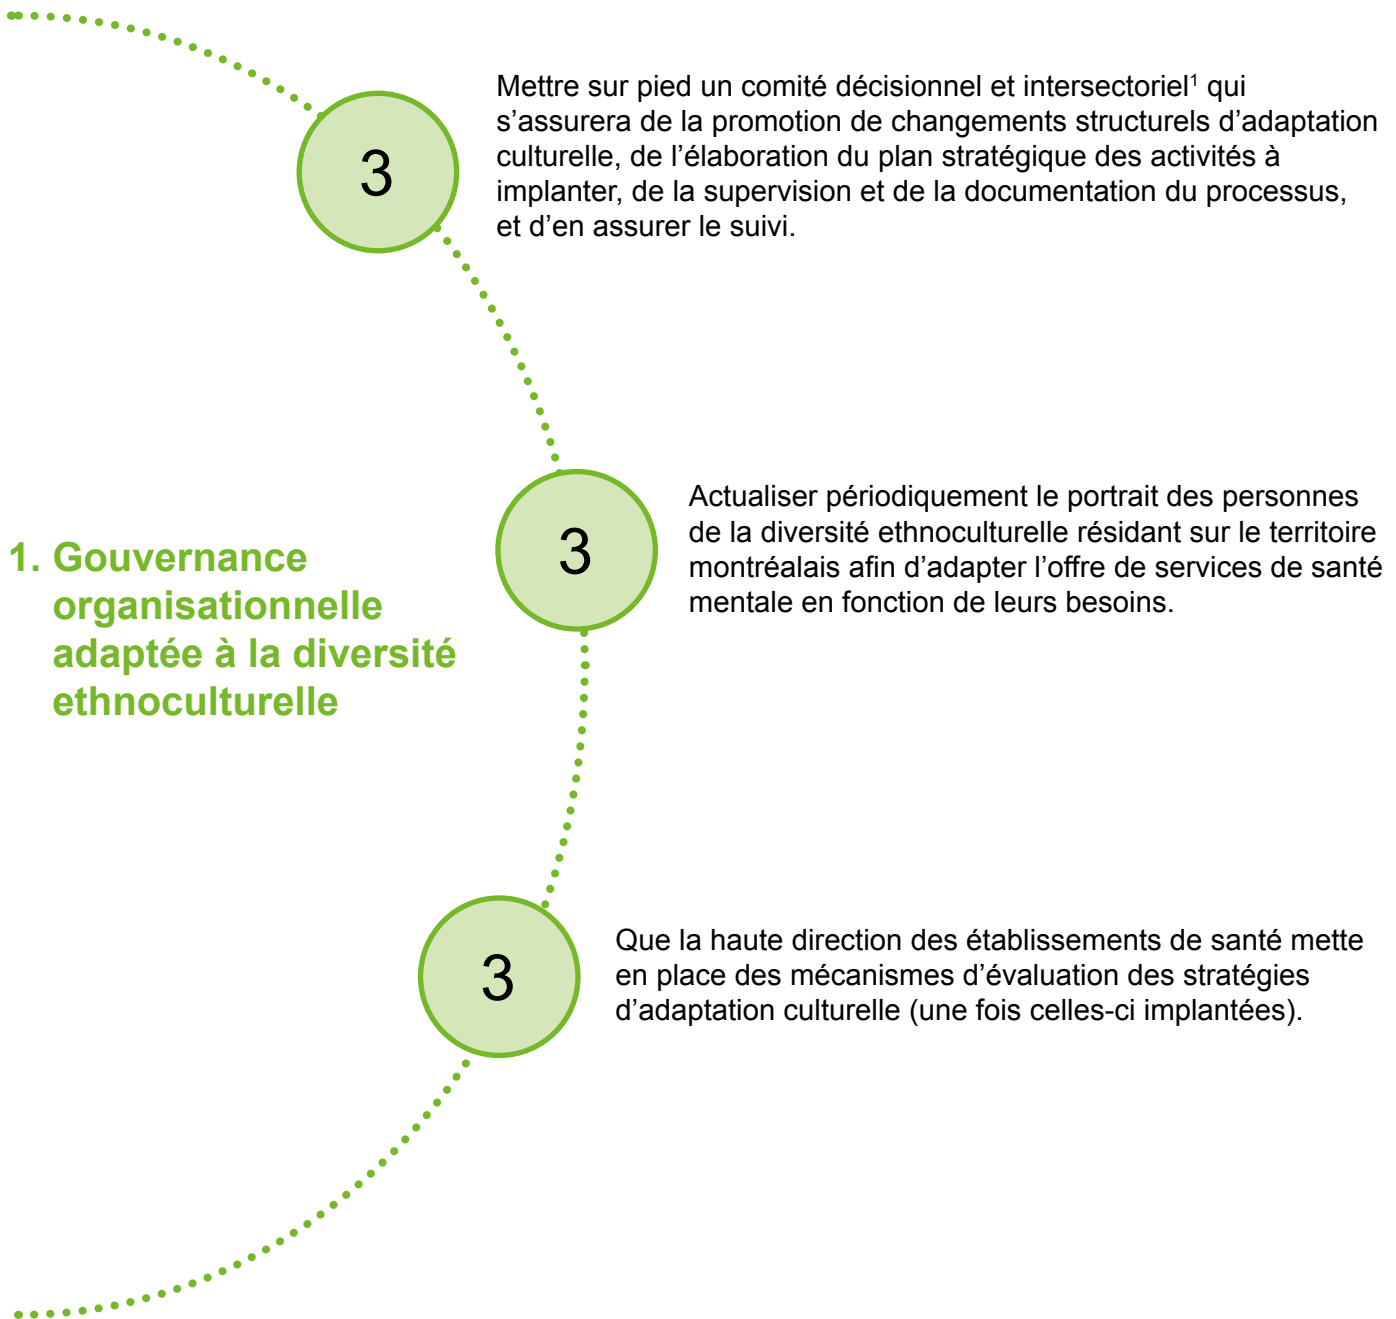 3
Mettre sur pied un comité décisionnel et intersectoriel¹ qui
s’assurera de la promotion de changements structurels d’adaptation
culturelle, de l’élaboration du plan stratégique des activités à
implanter, de la supervision et de la documentation du processus,
et d’en assurer le suivi.
1. Gouvernance
organisationnelle
adaptée à la diversité
ethnoculturelle
3
Actualiser périodiquement le portrait des personnes
de la diversité ethnoculturelle résidant sur le territoire
montréalais afin d’adapter l’offre de services de santé
mentale en fonction de leurs besoins.
3
Que la haute direction des établissements de santé mette
en place des mécanismes d’évaluation des stratégies
d’adaptation culturelle (une fois celles-ci implantées).